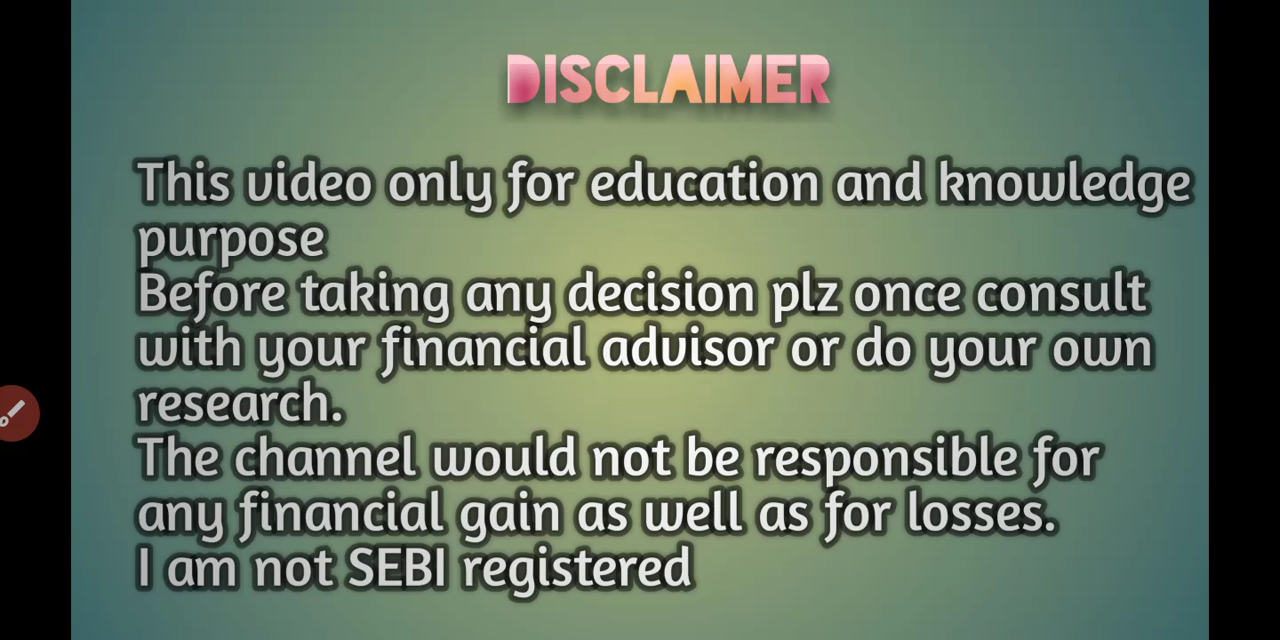 DISCLAIMER
This video only for education and knowledge
purpose
Before taking any decision plz once consult
with your financial advisor or do your own
research.
The channel would not be responsible for
any financial gain as well as for losses.
I am not SEBI registered